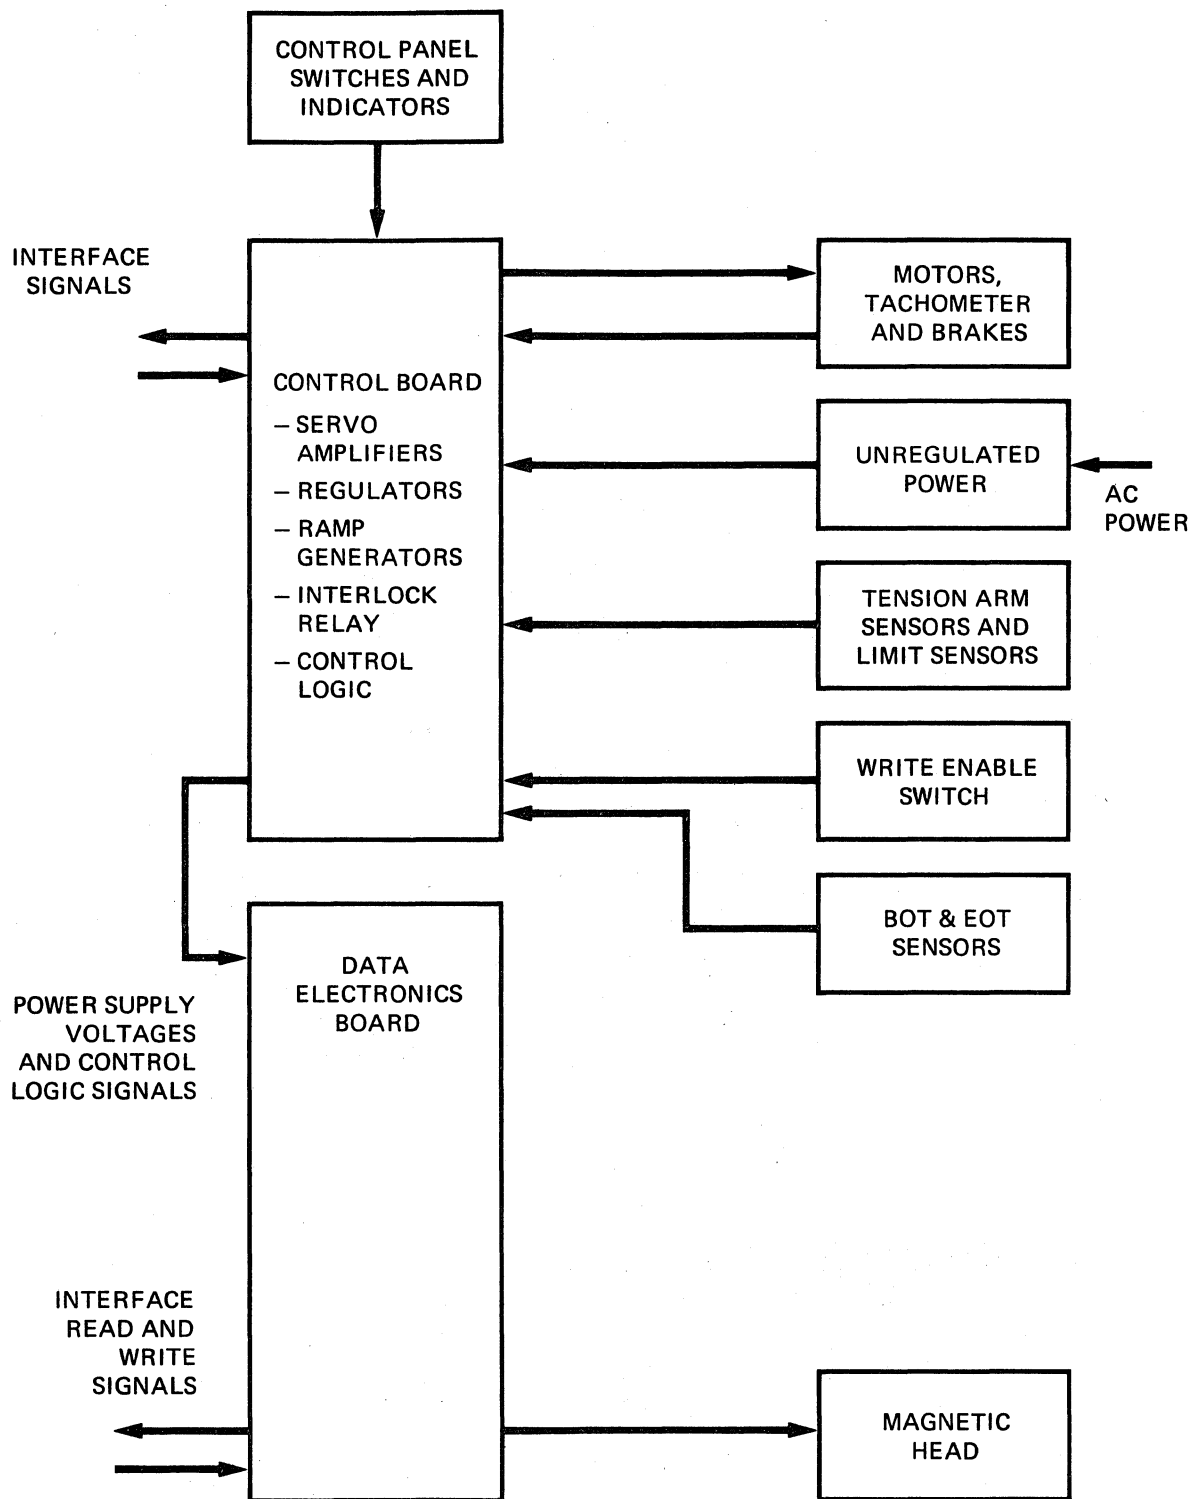 CONTROL PANEL
SWITCHES AND
INDICATORS
INTERFACE
SIGNALS
MOTORS,
TACHOMETER
AND BRAKES
CONTROL BOARD
– SERVO
AMPLIFIERS
– REGULATORS
– RAMP
GENERATORS
– INTERLOCK
RELAY
– CONTROL
LOGIC
UNREGULATED
POWER
AC
POWER
TENSION ARM
SENSORS AND
LIMIT SENSORS
WRITE ENABLE
SWITCH
BOT & EOT
SENSORS
DATA
ELECTRONICS
BOARD
POWER SUPPLY
VOLTAGES
AND CONTROL
LOGIC SIGNALS
INTERFACE
READ AND
WRITE
SIGNALS
MAGNETIC
HEAD